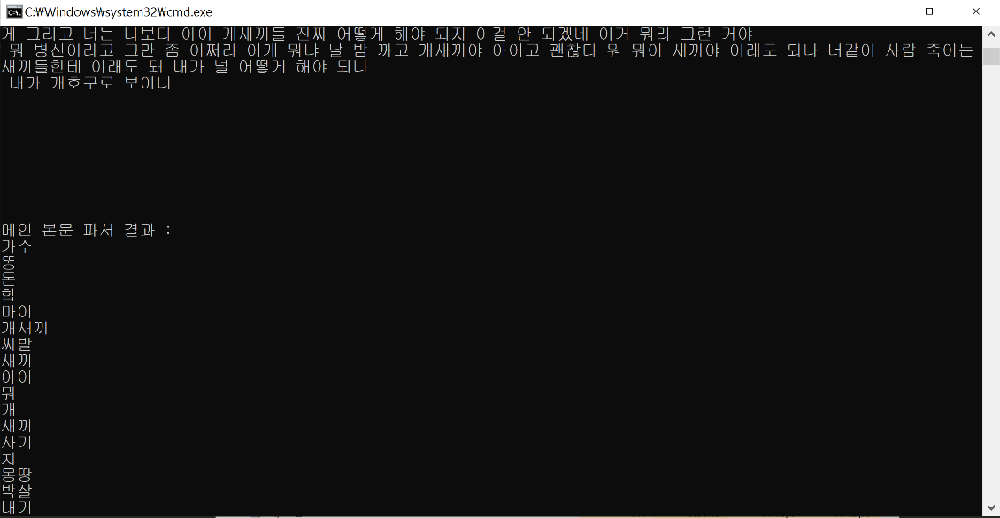 C:\Windows\system32\cmd.exe
게 그리고 너는 나보다 아이 개새끼들 진짜 어떻게 해야 되지 이걸 안 되겠네 이거 뭐라 그런 거야
뭐 병신이라고 그만 좀 어쩌라 이게 뭐냐 날 밤 까고 개새끼야 아이고 괜찮다 뭐 뭐이 새끼야 이래도 되나 너같이 사람 죽이는
새끼들한테 이래도 돼 내가 널 어떻게 해야 되니
내가 개호구로 보이니
메인 본문 파서 결과 :
가수
똥
돈
합
마이
개새끼
씨발
새끼
아이
뭐
개
새끼
사기
치
몽땅
박살
내기